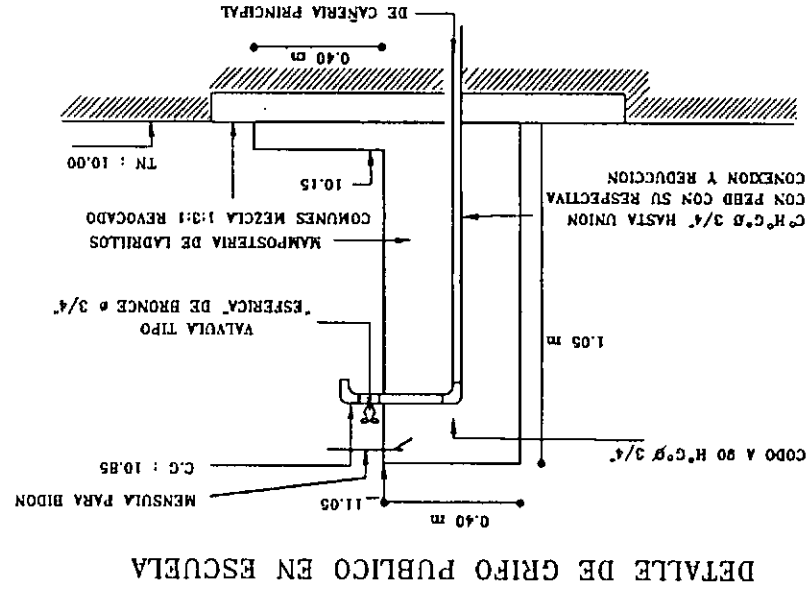 DETALLE DE GRIFO PUBLICO EN ESCUELA
0.40 m
11.05
MENSULA PARA BIDON
C.G : 10.85
CODO A 90 H°G°Ø 3/4"
1.05 m
VALVULA TIPO
"ESFERICA" DE BRONCE ø 3/4"
MAMPOSTERIA DE LADRILLOS
COMUNES MEZCLA 1:3:1 REVOCADO
C°H°G°Ø 3/4" HASTA UNION
CON PEBD CON SU RESPECTIVA
CONEXION Y REDUCCION
10.15
TN : 10.00
0.40 m
DE CAÑERIA PRINCIPAL